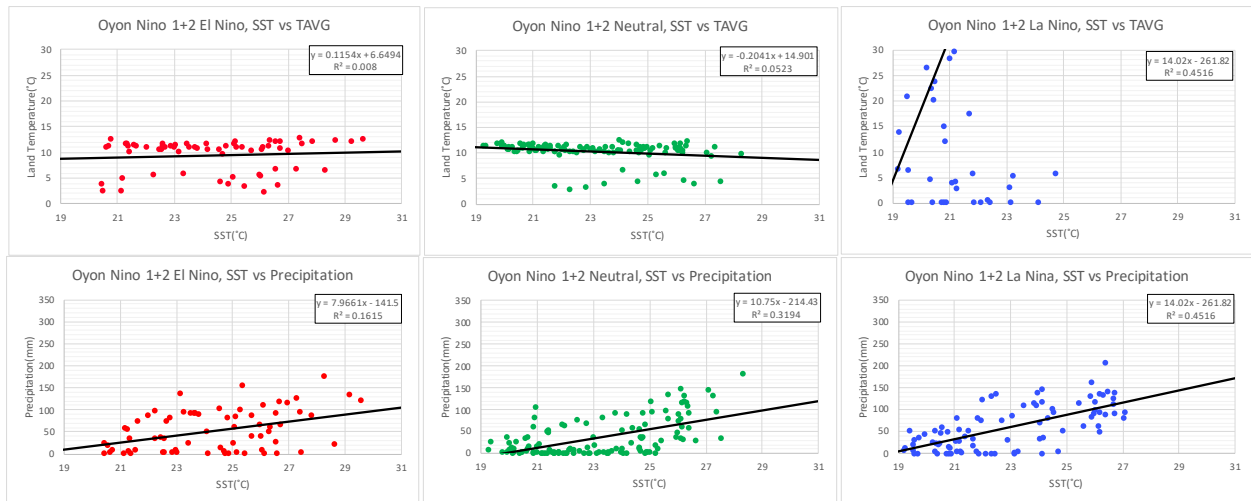 Oyon Nino 1+2 El Nino, SST vs TAVG
y = 0.1154x + 6.6494
R² = 0.008
Land Temperature(˚C)
30
25
20
15
10
5
0
19 21 23 25 27 29 31
SST(˚C)
Oyon Nino 1+2 Neutral, SST vs TAVG
y = -0.2041x + 14.901
R² = 0.0523
Land Temperature(˚C)
30
25
20
15
10
5
0
19 21 23 25 27 29 31
SST(˚C)
Oyon Nino 1+2 La Nino, SST vs TAVG
y = 14.02x - 261.82
R² = 0.4516
Land Temperature(˚C)
30
25
20
15
10
5
0
19 21 23 25 27 29 31
SST(˚C)
Oyon Nino 1+2 El Nino, SST vs Precipitation
y = 7.9661x - 141.5
R² = 0.1615
Precipitation(mm)
350
300
250
200
150
100
50
0
19 21 23 25 27 29 31
SST(˚C)
Oyon Nino 1+2 Neutral, SST vs Precipitation
y = 10.75x - 214.43
R² = 0.3194
Precipitation(mm)
350
300
250
200
150
100
50
0
19 21 23 25 27 29 31
SST(˚C)
Oyon Nino 1+2 La Nina, SST vs Precipitation
y = 14.02x - 261.82
R² = 0.4516
Precipitation(mm)
350
300
250
200
150
100
50
0
19 21 23 25 27 29 31
SST(˚C)